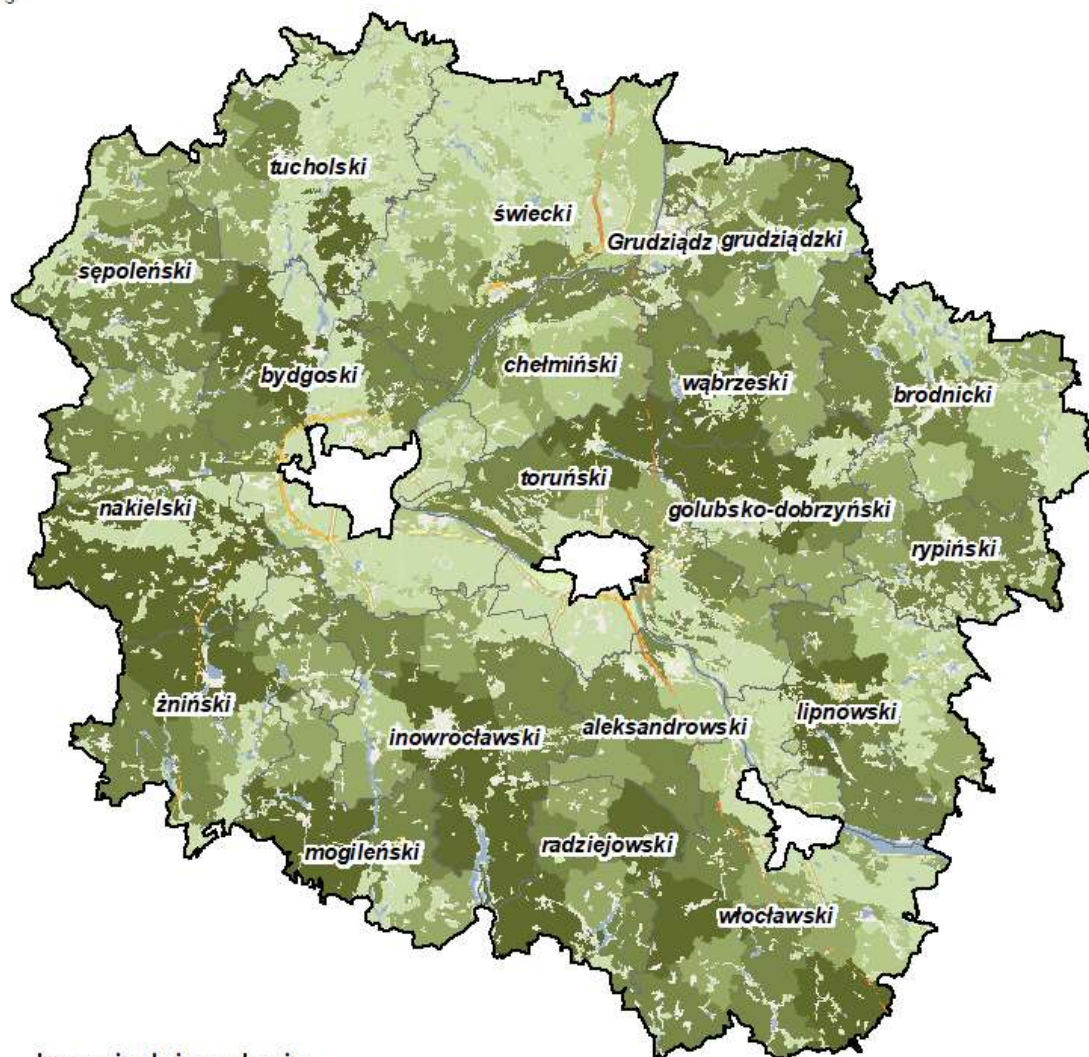 tucholski
świecki
Grudziądz grudziądzki
sępoleński
chełmiński
bydgoski
wąbrzeski
brodnicki
toruński
nakielski
golubsko-dobrzyński
rypiński
żniński
lipnowski
inowrocławski
aleksandrowski
mogileński
radziejowski
włocławski